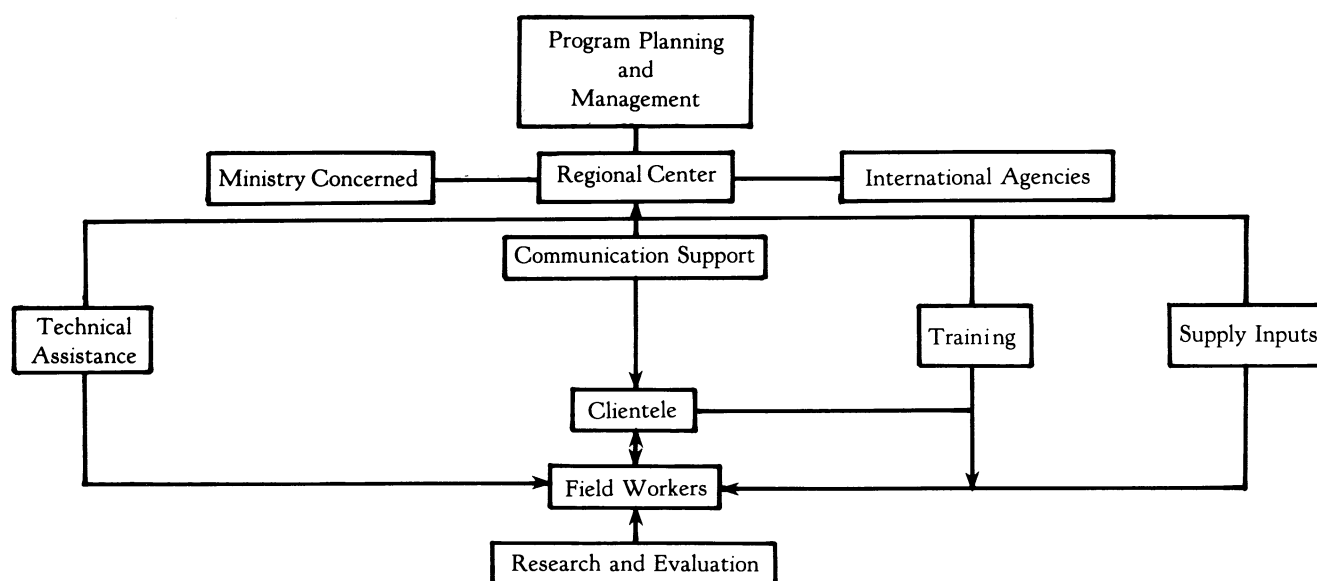 Program Planning
and
Management
Ministry Concerned
Regional Center
International Agencies
Communication Support
Technical
Assistance
Training
Supply Inputs
Clientele
Field Workers
Research and Evaluation